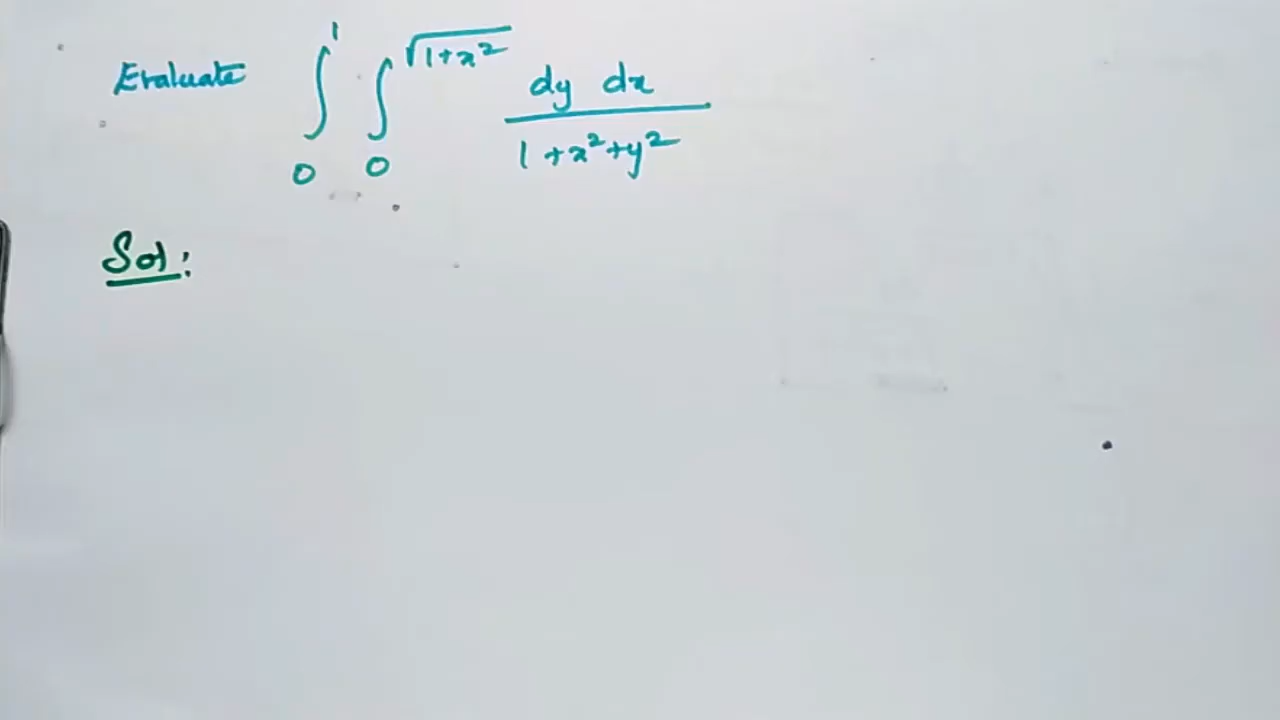 Evaluate ∫₀¹ ∫₀^√(1+x²) dy dx / (1+x²+y²)
Sol: